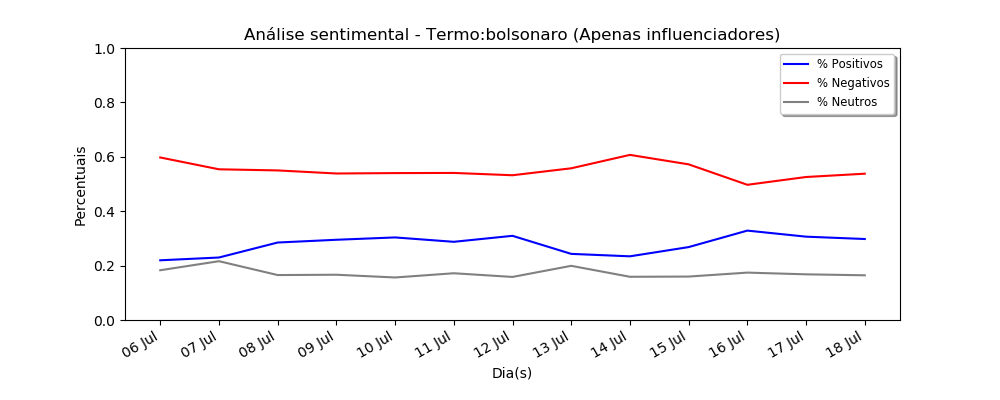 Análise sentimental - Termo:bolsonaro (Apenas influenciadores)
1.0
0.8
0.6
0.4
0.2
0.0
Percentuais
% Positivos
% Negativos
% Neutros
06 Jul
07 Jul
08 Jul
09 Jul
10 Jul
11 Jul
12 Jul
13 Jul
14 Jul
15 Jul
16 Jul
17 Jul
18 Jul
Dia(s)